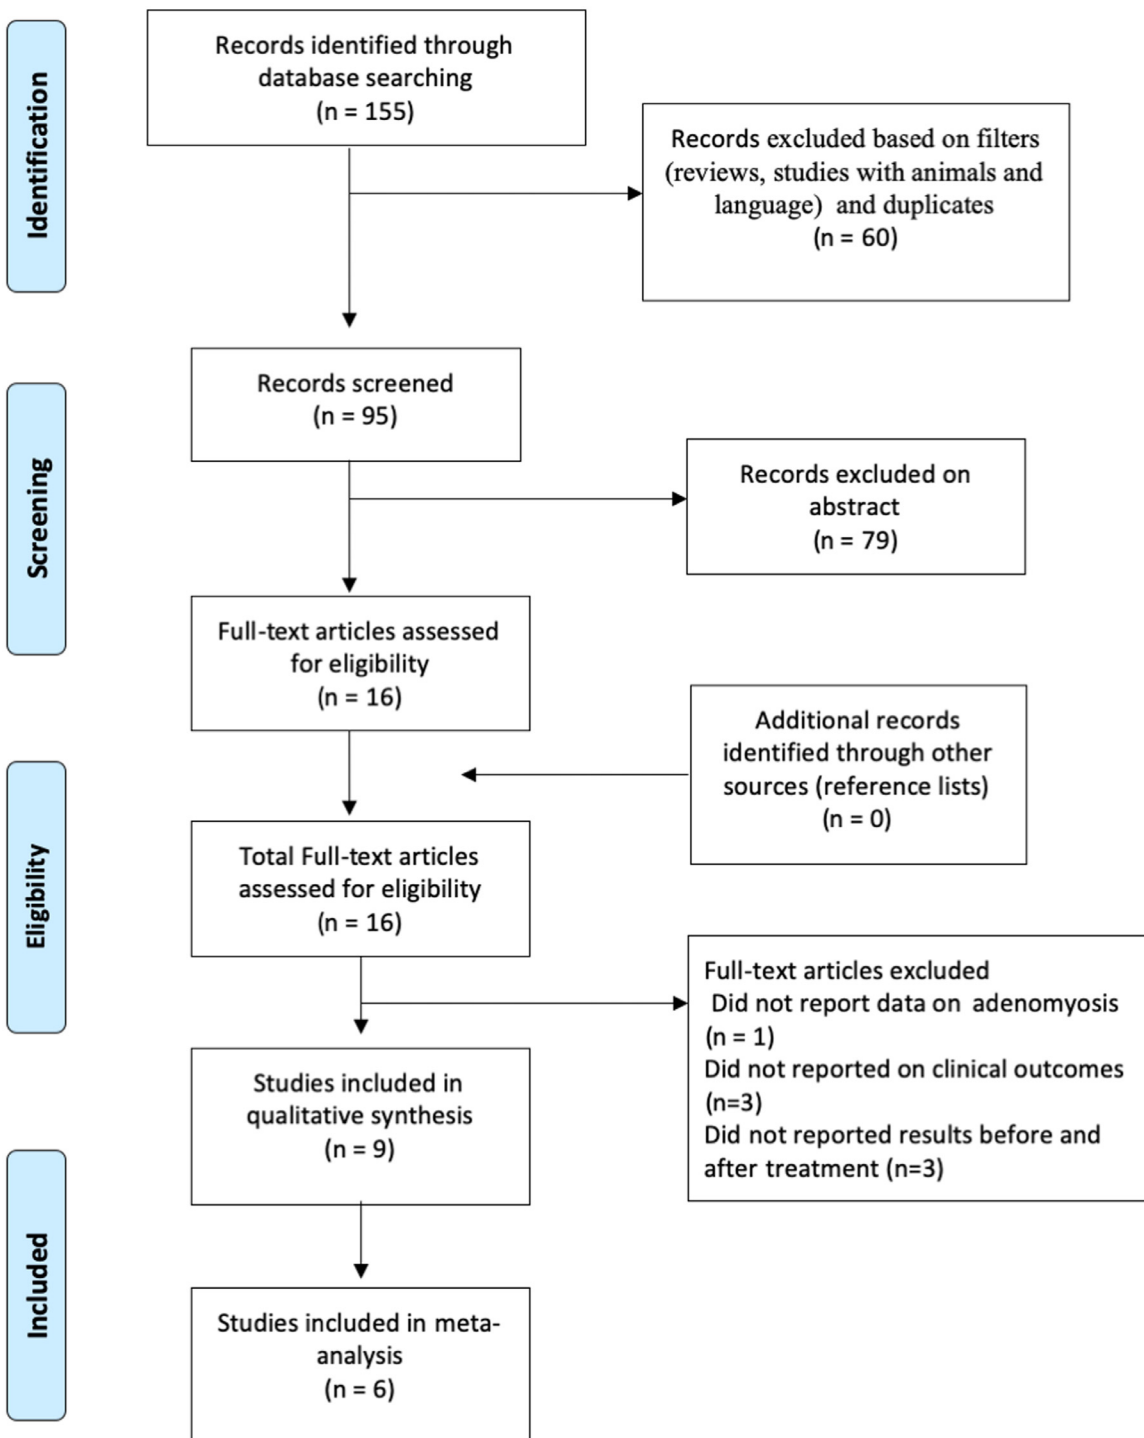 Identification
Records identified through
database searching
(n = 155)
Records excluded based on filters
(reviews, studies with animals and
language) and duplicates
(n = 60)
Screening
Records screened
(n = 95)
Records excluded on
abstract
(n = 79)
Full-text articles assessed
for eligibility
(n = 16)
Additional records
identified through other
sources (reference lists)
(n = 0)
Eligibility
Total Full-text articles
assessed for eligibility
(n = 16)
Full-text articles excluded
Did not report data on adenomyosis
(n = 1)
Did not reported on clinical outcomes
(n=3)
Did not reported results before and
after treatment (n=3)
Studies included in
qualitative synthesis
(n = 9)
Included
Studies included in meta-
analysis
(n = 6)